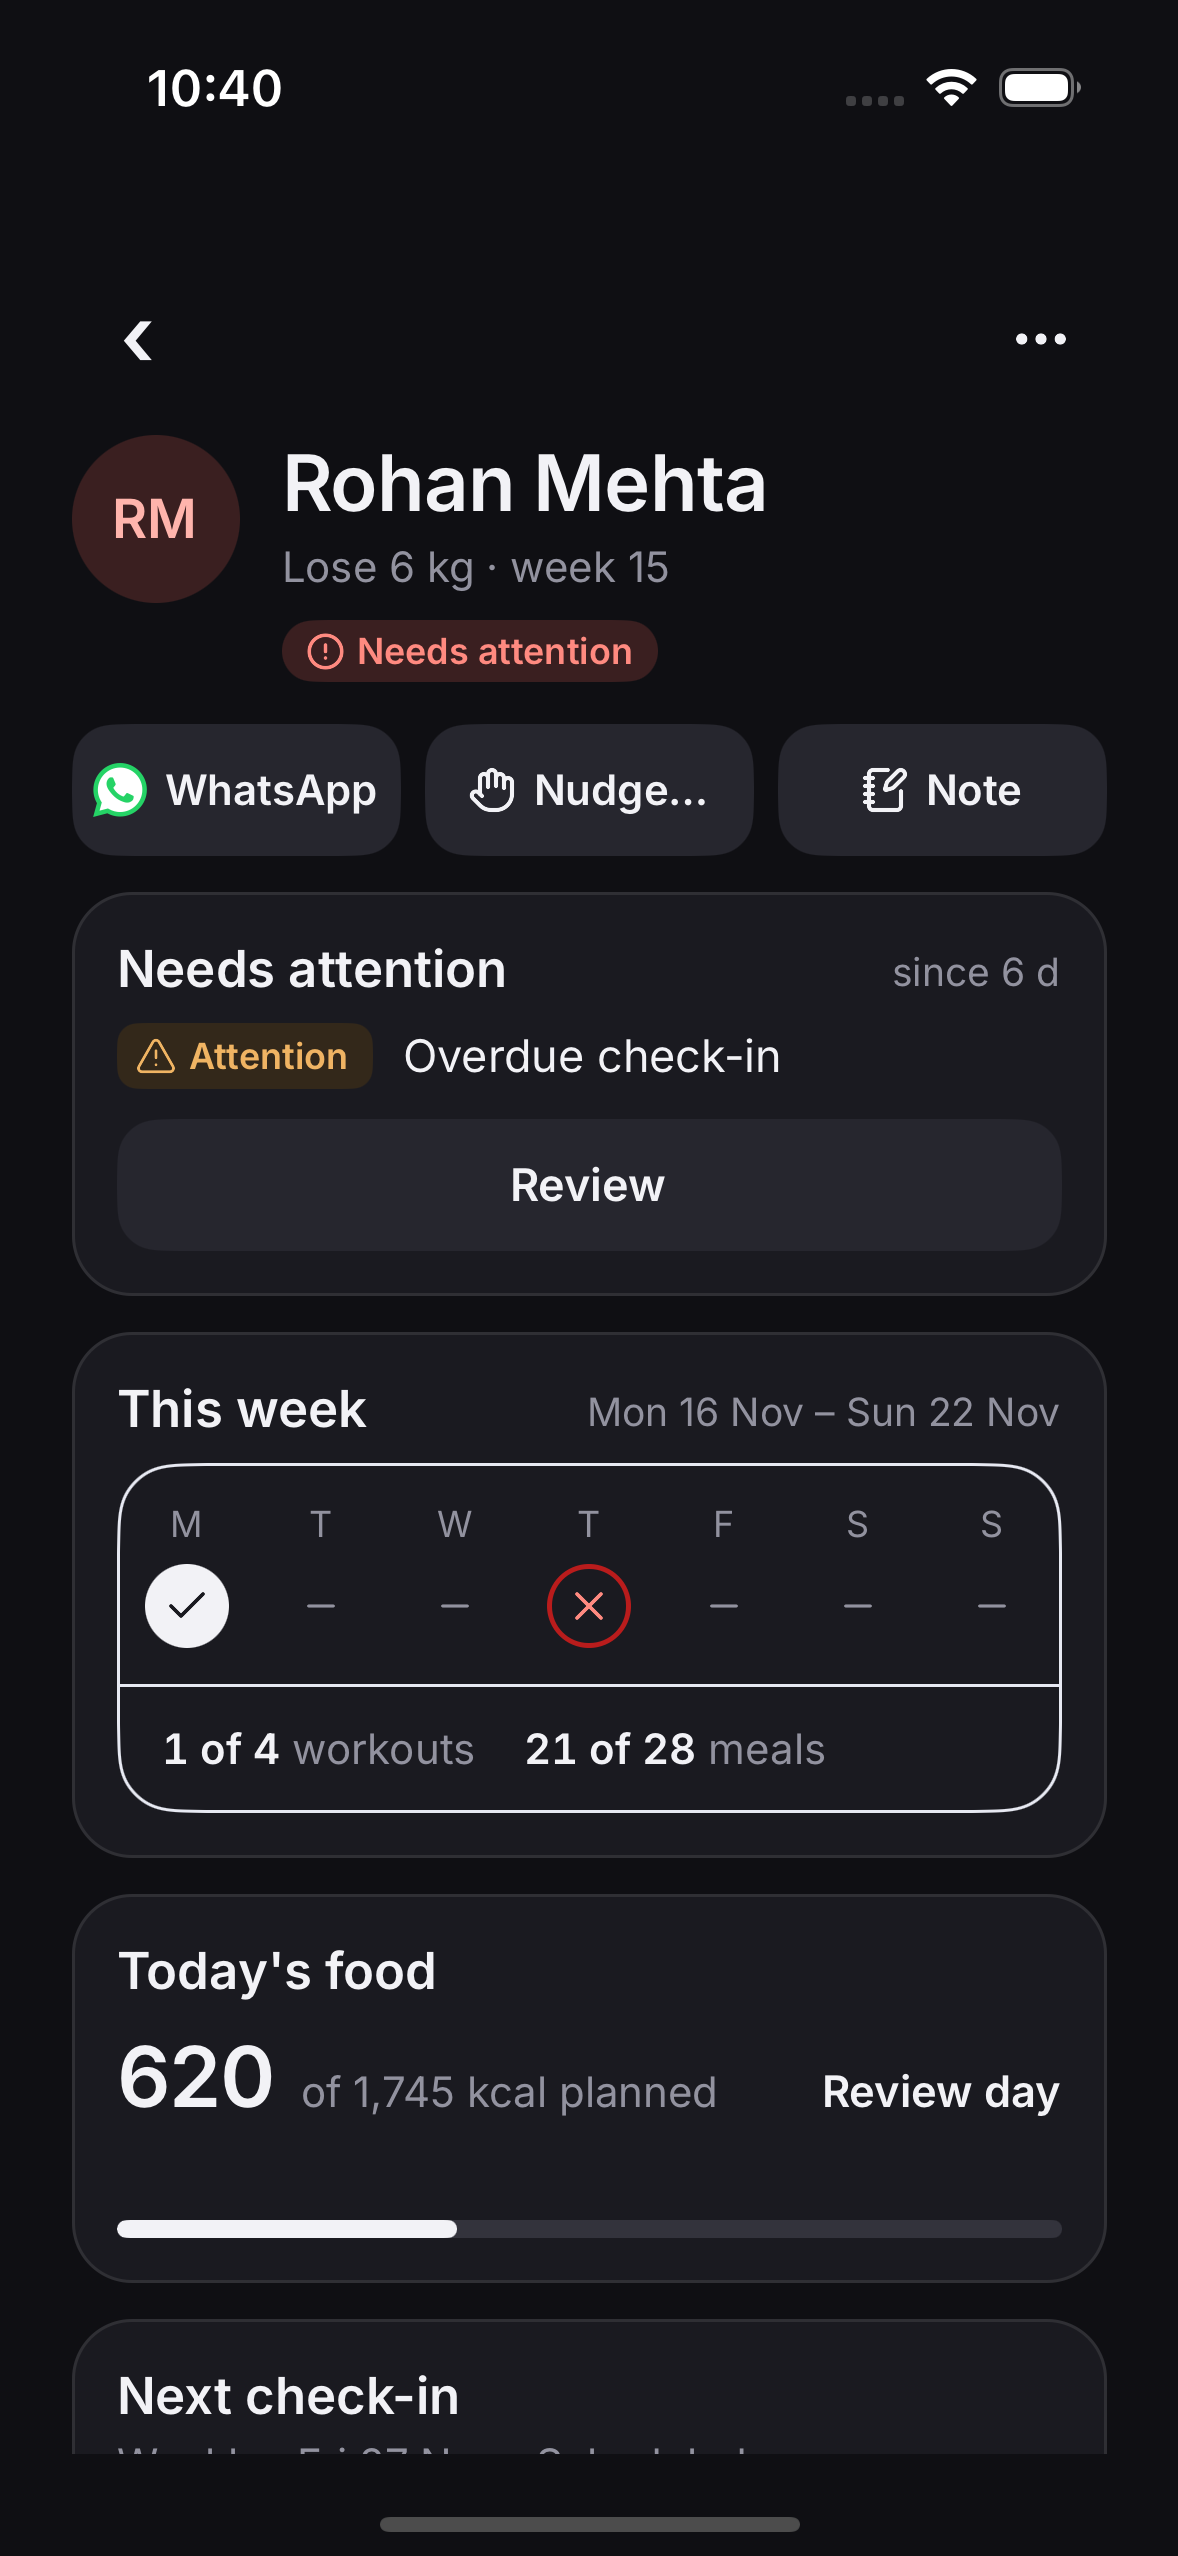 10:40
RM
Rohan Mehta
Lose 6 kg · week 15
Needs attention
WhatsApp
Nudge...
Note
Needs attention
since 6 d
Attention
Overdue check-in
Review
This week
Mon 16 Nov – Sun 22 Nov
M T W T F S S
1 of 4 workouts 21 of 28 meals
Today's food
620 of 1,745 kcal planned
Review day
Next check-in